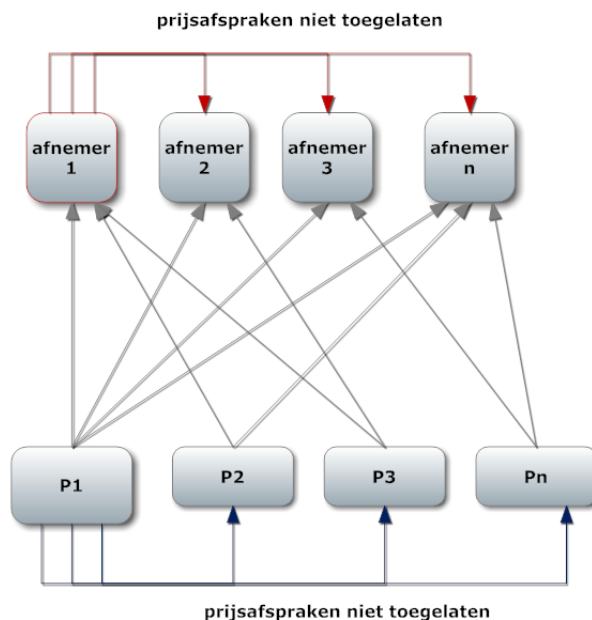 prijsafspraken niet toegelaten
afnemer
1
afnemer
2
afnemer
3
afnemer
n
P1
P2
P3
Pn
prijsafspraken niet toegelaten